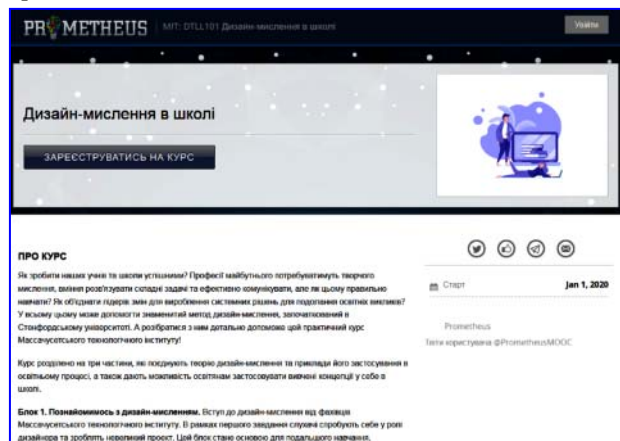 PROMETHEUS
MIT: DTLL101 Дизайн-мислення в школі
Увійти
Дизайн-мислення в школі
ЗАРЕЄСТРУВАТИСЬ НА КУРС
ПРО КУРС
Як зробити наших учнів та школи успішними? Професії майбутнього потребуватимуть творчого
мислення, вміння розв'язувати складні задачі та ефективно комунікувати, але як цьому правильно
навчати? Як об'єднати лідерів змін для вироблення системних рішень для подолання освітніх викликів?
У всьому цьому може допомогти знаменитий метод дизайн-мислення, започаткований в
Стенфордському університеті. А розібратися з ним детально допоможе цей практичний курс
Массачусетського технологічного інституту!
Курс розділено на три частини, які поєднують теорію дизайн-мислення та приклади його застосування в
освітньому процесі, а також дають можливість освітянам застосовувати вивчені концепції у себе в
школі.
Блок 1. Познайомимось з дизайн-мисленням. Вступ до дизайн-мислення від фахівців
Массачусетського технологічного інституту. В рамках першого завдання слухачі спробують себе у ролі
дизайнера та зроблять невеликий проєкт. Цей блок стане основою для подальшого навчання.
Старт
Jan 1, 2020
Prometheus
Твіти користувача @PrometheusMOOC